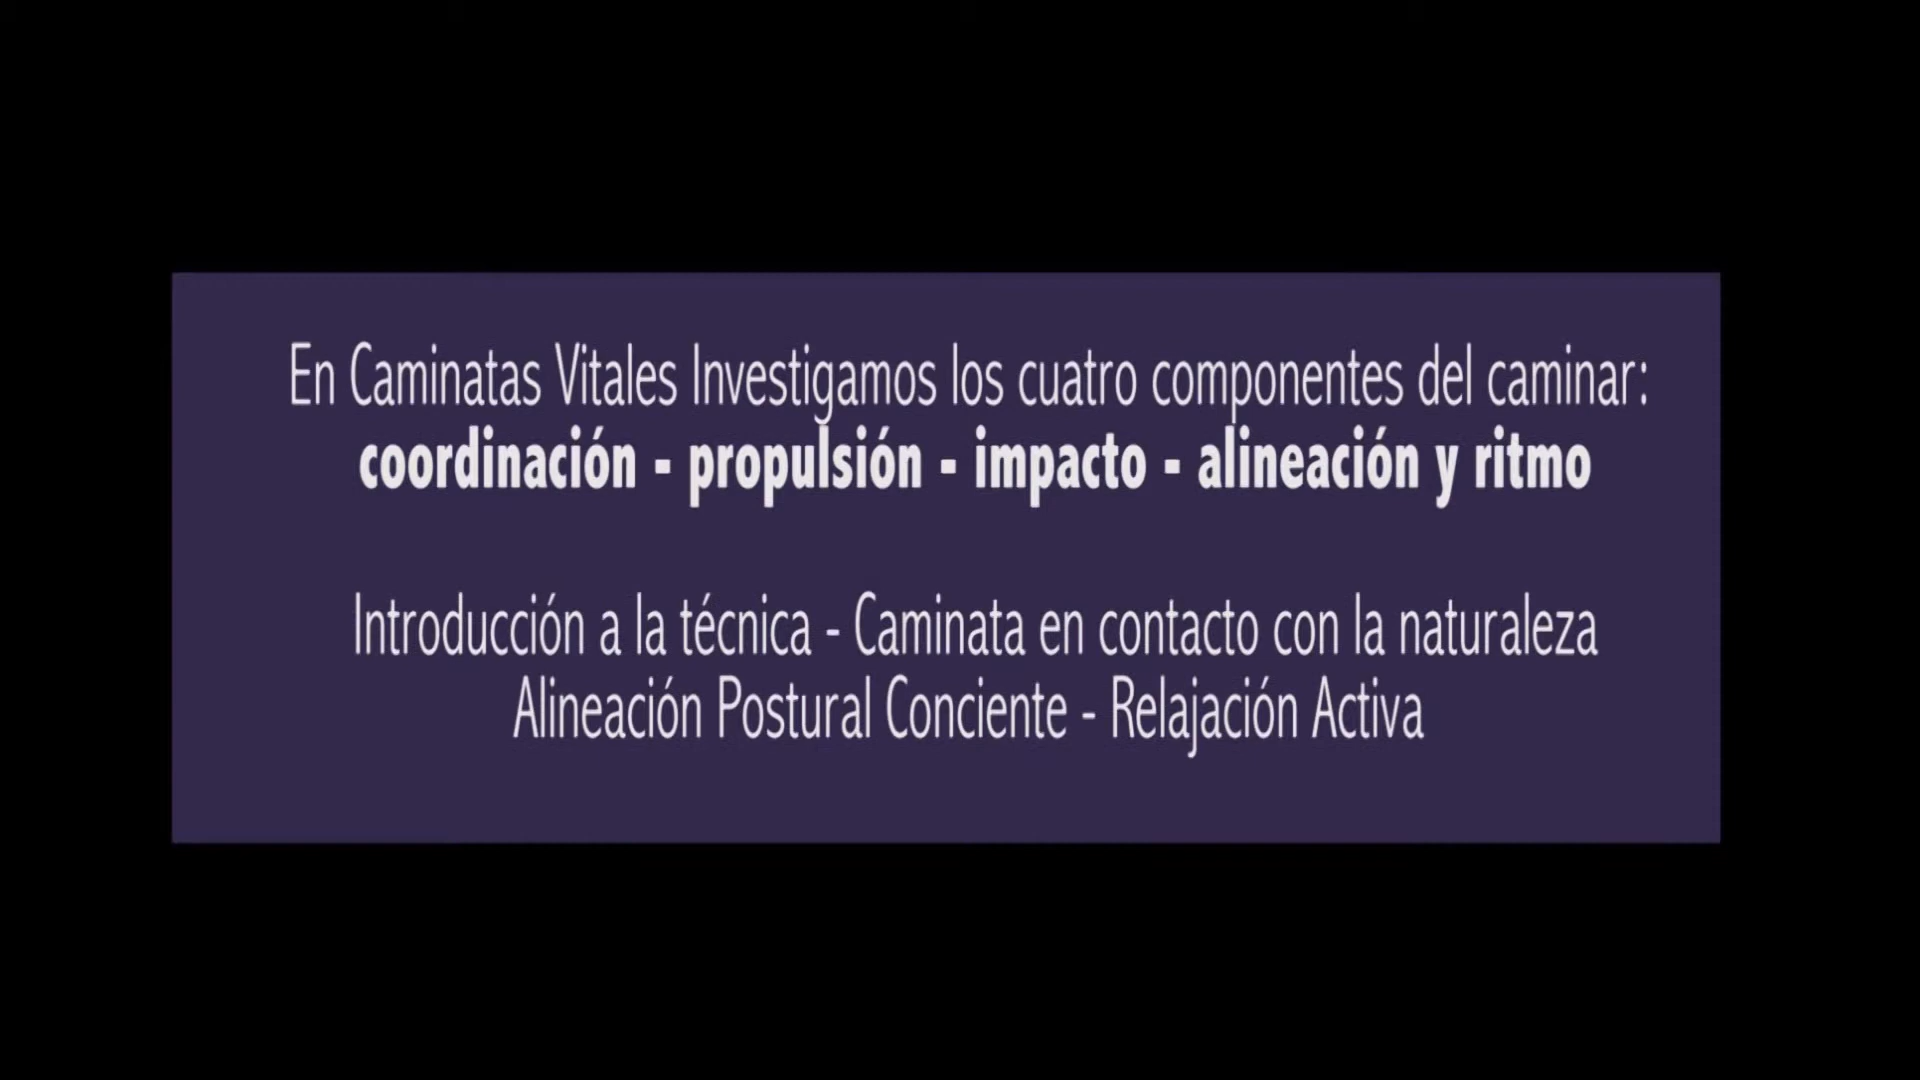 En Caminatas Vitales Investigamos los cuatro componentes del caminar:
coordinación - propulsión - impacto - alineación y ritmo
Introducción a la técnica - Caminata en contacto con la naturaleza
Alineación Postural Conciente - Relajación Activa